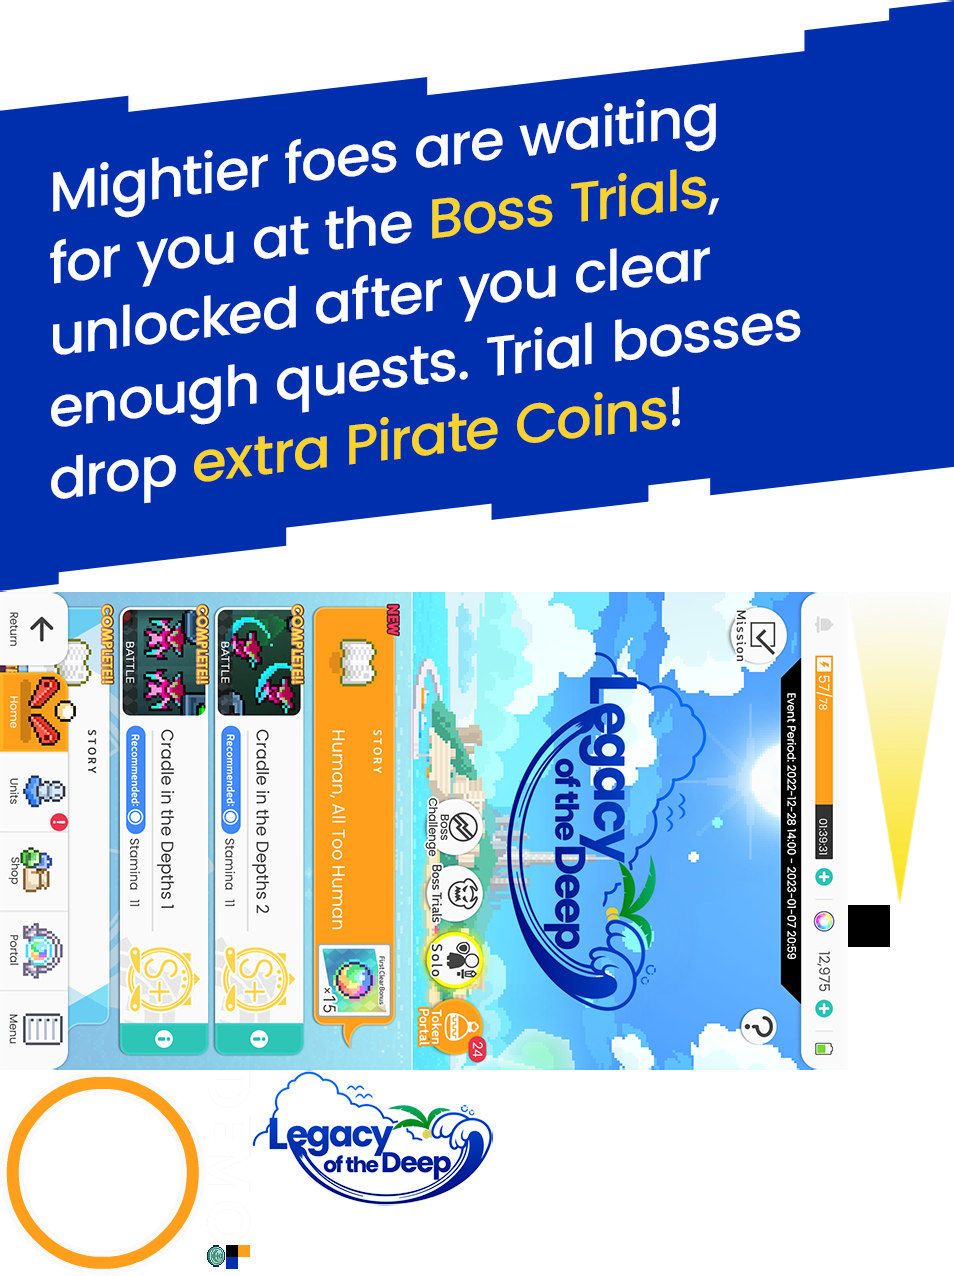 Mightier foes are waiting
for you at the Boss Trials,
unlocked after you clear
enough quests. Trial bosses
drop extra Pirate Coins!
57/78
01:39:31
12,975
Event Period: 2022-12-28 14:00 - 2023-01-07 20:59
Mission
Legacy
of the Deep
Boss
Challenge
Boss Trials
Solo
Token
Portal
24
NEW
STORY
Human, All Too Human
First Clear Bonus
×15
COMPLETE!
BATTLE
Cradle in the Depths 2
Recommended:
Stamina 11
S+
COMPLETE!
BATTLE
Cradle in the Depths 1
Recommended:
Stamina 11
S+
COMPLETE!
STORY
Return
Home
Units
Shop
Portal
Menu
Legacy
of the Deep
DEMO